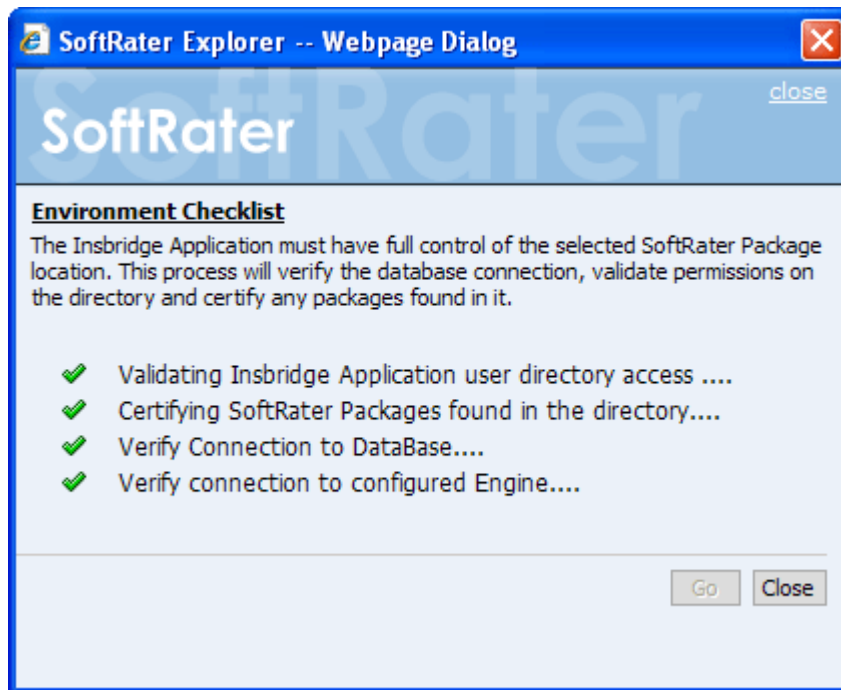 SoftRater Explorer -- Webpage Dialog
close
SoftRater
SoftRater
Environment Checklist
The Insbridge Application must have full control of the selected SoftRater Package
location. This process will verify the database connection, validate permissions on
the directory and certify any packages found in it.
Validating Insbridge Application user directory access ....
Certifying SoftRater Packages found in the directory....
Verify Connection to DataBase....
Verify connection to configured Engine....
Go
Close